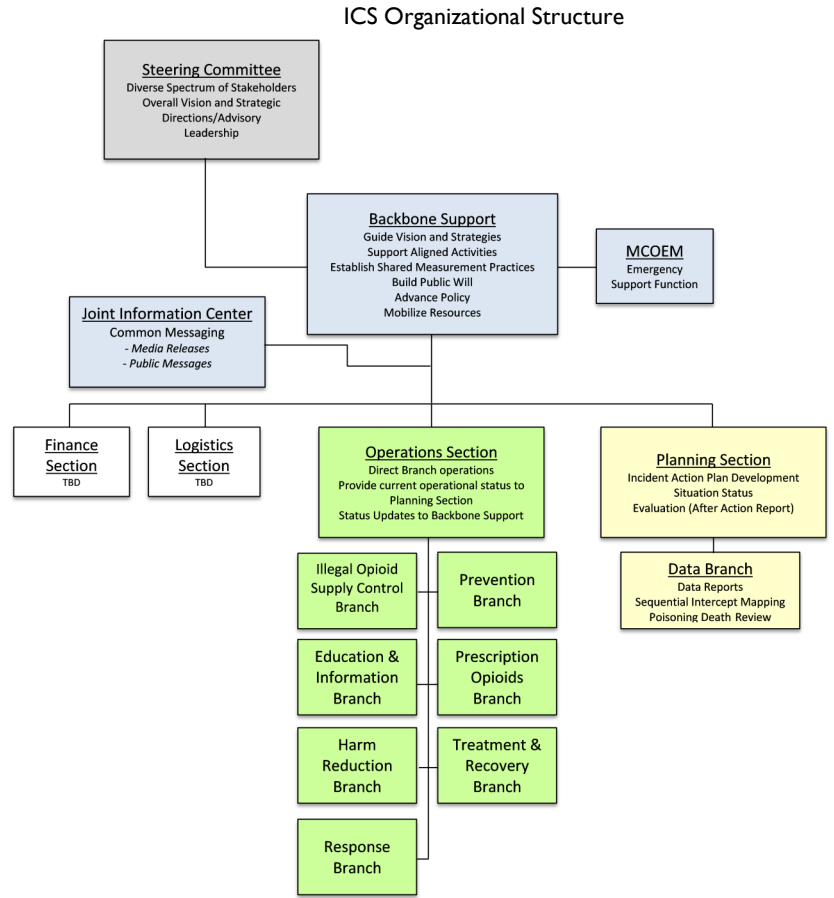 ICS Organizational Structure
Steering Committee
Diverse Spectrum of Stakeholders
Overall Vision and Strategic
Directions/Advisory
Leadership
Backbone Support
Guide Vision and Strategies
Support Aligned Activities
Establish Shared Measurement Practices
Build Public Will
Advance Policy
Mobilize Resources
MCOEM
Emergency
Support Function
Joint Information Center
Common Messaging
- Media Releases
- Public Messages
Finance
Section
TBD
Logistics
Section
TBD
Operations Section
Direct Branch operations
Provide current operational status to
Planning Section
Status Updates to Backbone Support
Planning Section
Incident Action Plan Development
Situation Status
Evaluation (After Action Report)
Data Branch
Data Reports
Sequential Intercept Mapping
Poisoning Death Review
Illegal Opioid
Supply Control
Branch
Prevention
Branch
Education &
Information
Branch
Prescription
Opioids
Branch
Harm
Reduction
Branch
Treatment &
Recovery
Branch
Response
Branch